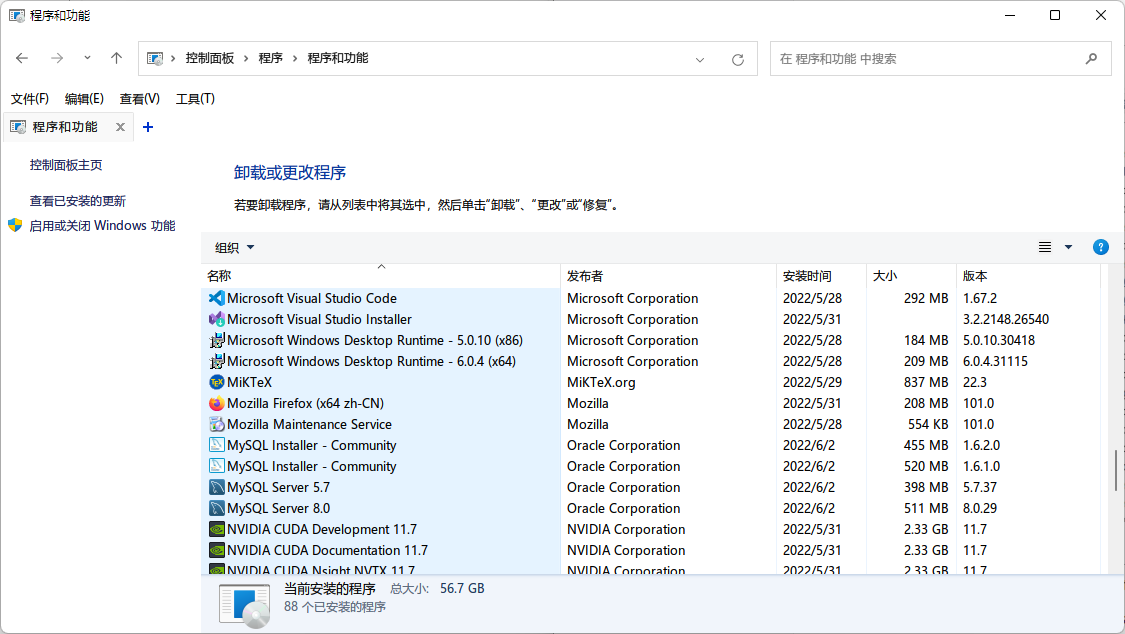 程序和功能
控制面板 程序 程序和功能
在 程序和功能 中搜索
文件(F) 编辑(E) 查看(V) 工具(T)
程序和功能
控制面板主页
查看已安装的更新
启用或关闭 Windows 功能
卸载或更改程序
若要卸载程序，请从列表中将其选中，然后单击“卸载”、“更改”或“修复”。
组织
名称 发布者 安装时间 大小 版本
Microsoft Visual Studio Code Microsoft Corporation 2022/5/28 292 MB 1.67.2
Microsoft Visual Studio Installer Microsoft Corporation 2022/5/31 3.2.2148.26540
Microsoft Windows Desktop Runtime - 5.0.10 (x86) Microsoft Corporation 2022/5/28 184 MB 5.0.10.30418
Microsoft Windows Desktop Runtime - 6.0.4 (x64) Microsoft Corporation 2022/5/28 209 MB 6.0.4.31115
MiKTeX MiKTeX.org 2022/5/29 837 MB 22.3
Mozilla Firefox (x64 zh-CN) Mozilla 2022/5/31 208 MB 101.0
Mozilla Maintenance Service Mozilla 2022/5/28 554 KB 101.0
MySQL Installer - Community Oracle Corporation 2022/6/2 455 MB 1.6.2.0
MySQL Installer - Community Oracle Corporation 2022/6/2 520 MB 1.6.1.0
MySQL Server 5.7 Oracle Corporation 2022/6/2 398 MB 5.7.37
MySQL Server 8.0 Oracle Corporation 2022/6/2 511 MB 8.0.29
NVIDIA CUDA Development 11.7 NVIDIA Corporation 2022/5/31 2.33 GB 11.7
NVIDIA CUDA Documentation 11.7 NVIDIA Corporation 2022/5/31 2.33 GB 11.7
NVIDIA CUDA Nsight NVTX 11.7 NVIDIA Corporation 2022/5/31 2.33 GB 11.7
当前安装的程序 总大小: 56.7 GB
88 个已安装的程序